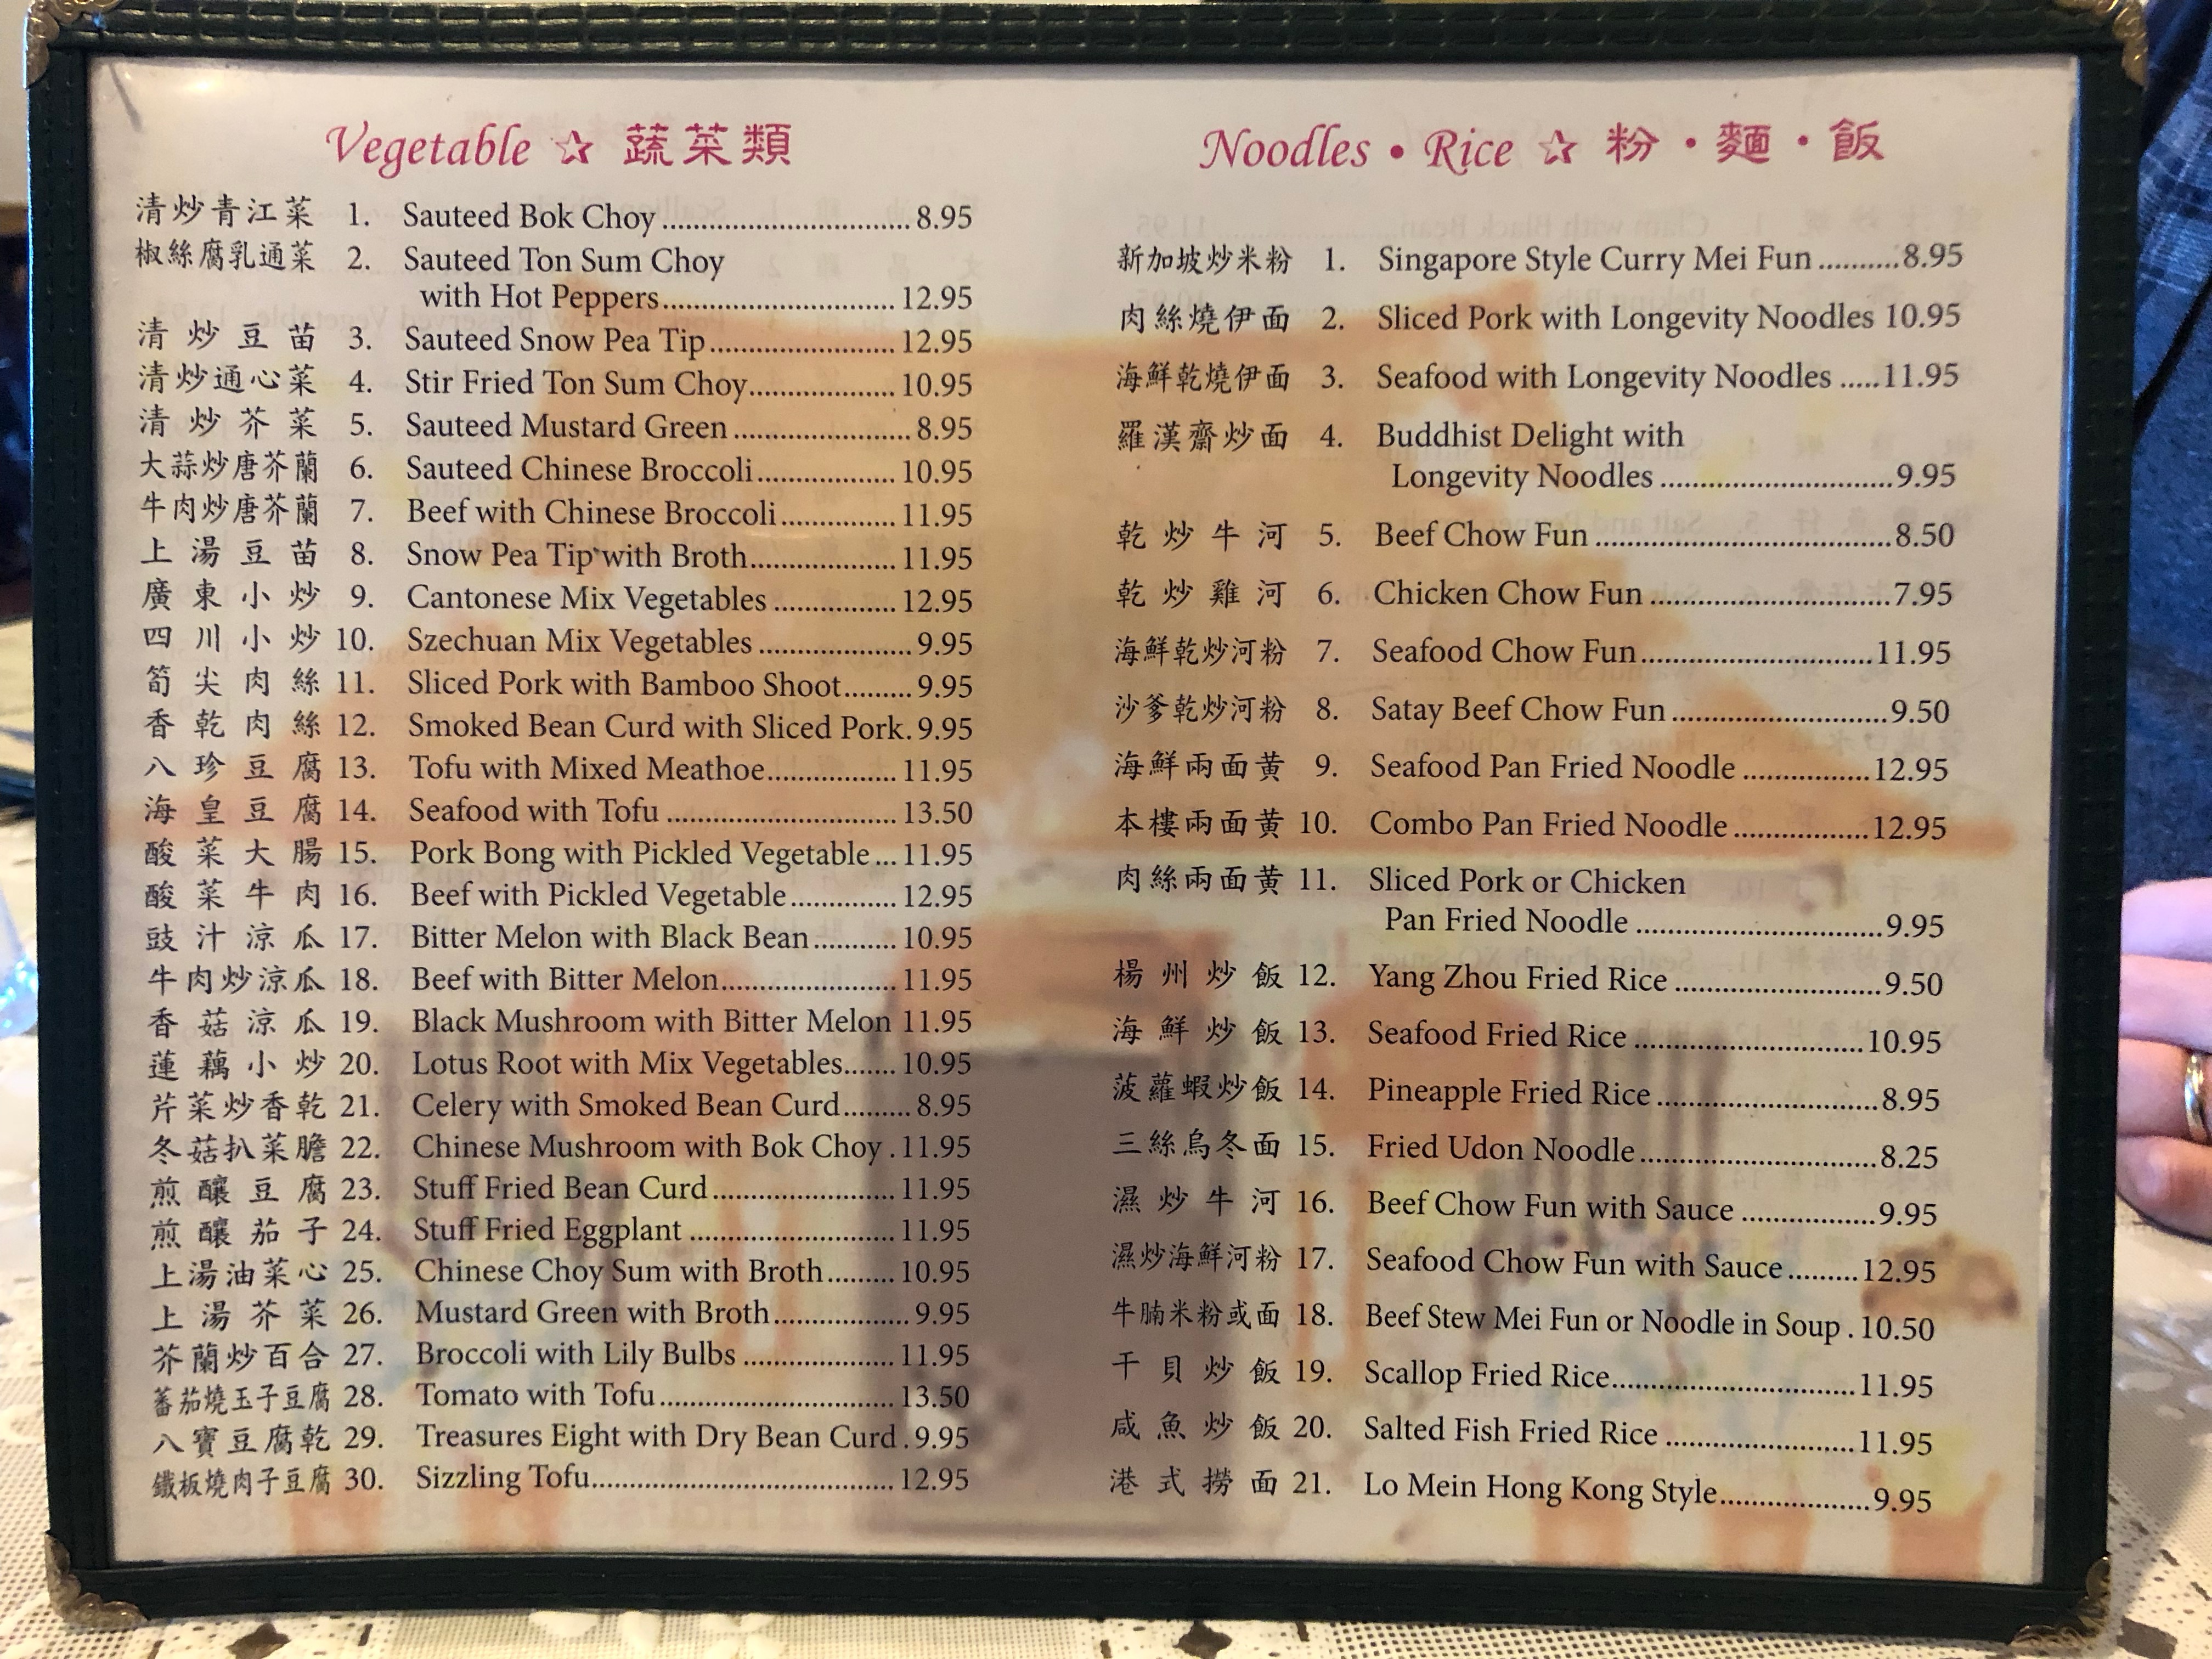 Vegetable ☆ 蔬菜類
清炒青江菜 1. Sauteed Bok Choy.............................8.95
椒絲腐乳通菜 2. Sauteed Ton Sum Choy
with Hot Peppers...........................12.95
清炒豆苗 3. Sauteed Snow Pea Tip......................12.95
清炒通心菜 4. Stir Fried Ton Sum Choy.................10.95
清炒芥菜 5. Sauteed Mustard Green.....................8.95
大蒜炒唐芥蘭 6. Sauteed Chinese Broccoli................10.95
牛肉炒唐芥蘭 7. Beef with Chinese Broccoli.............11.95
上湯豆苗 8. Snow Pea Tip with Broth.................11.95
廣東小炒 9. Cantonese Mix Vegetables..............12.95
四川小炒 10. Szechuan Mix Vegetables..................9.95
筍尖肉絲 11. Sliced Pork with Bamboo Shoot.........9.95
香乾肉絲 12. Smoked Bean Curd with Sliced Pork.9.95
八珍豆腐 13. Tofu with Mixed Meathoe...............11.95
海皇豆腐 14. Seafood with Tofu...........................13.50
酸菜大腸 15. Pork Bong with Pickled Vegetable...11.95
酸菜牛肉 16. Beef with Pickled Vegetable............12.95
豉汁涼瓜 17. Bitter Melon with Black Bean..........10.95
牛肉炒涼瓜 18. Beef with Bitter Melon....................11.95
香菇涼瓜 19. Black Mushroom with Bitter Melon 11.95
蓮藕小炒 20. Lotus Root with Mix Vegetables......10.95
芹菜炒香乾 21. Celery with Smoked Bean Curd........8.95
冬菇扒菜膽 22. Chinese Mushroom with Bok Choy.11.95
煎釀豆腐 23. Stuff Fried Bean Curd.....................11.95
煎釀茄子 24. Stuff Fried Eggplant........................11.95
上湯油菜心 25. Chinese Choy Sum with Broth........10.95
上湯芥菜 26. Mustard Green with Broth...............9.95
芥蘭炒百合 27. Broccoli with Lily Bulbs..................11.95
蕃茄燒玉子豆腐 28. Tomato with Tofu...........................13.50
八寶豆腐乾 29. Treasures Eight with Dry Bean Curd.9.95
鐵板燒肉子豆腐 30. Sizzling Tofu...................................12.95
Noodles • Rice ☆ 粉・麵・飯
新加坡炒米粉 1. Singapore Style Curry Mei Fun..........8.95
肉絲燒伊面 2. Sliced Pork with Longevity Noodles 10.95
海鮮乾燒伊面 3. Seafood with Longevity Noodles.....11.95
羅漢齋炒面 4. Buddhist Delight with
Longevity Noodles............................9.95
乾炒牛河 5. Beef Chow Fun...................................8.50
乾炒雞河 6. Chicken Chow Fun............................7.95
海鮮乾炒河粉 7. Seafood Chow Fun...........................11.95
沙爹乾炒河粉 8. Satay Beef Chow Fun.........................9.50
海鮮兩面黄 9. Seafood Pan Fried Noodle...............12.95
本樓兩面黄 10. Combo Pan Fried Noodle................12.95
肉絲兩面黄 11. Sliced Pork or Chicken
Pan Fried Noodle..............................9.95
楊州炒飯 12. Yang Zhou Fried Rice.........................9.50
海鮮炒飯 13. Seafood Fried Rice...........................10.95
菠蘿蝦炒飯 14. Pineapple Fried Rice..........................8.95
三絲烏冬面 15. Fried Udon Noodle............................8.25
濕炒牛河 16. Beef Chow Fun with Sauce................9.95
濕炒海鮮河粉 17. Seafood Chow Fun with Sauce.........12.95
牛腩米粉或面 18. Beef Stew Mei Fun or Noodle in Soup.10.50
干貝炒飯 19. Scallop Fried Rice.............................11.95
咸魚炒飯 20. Salted Fish Fried Rice.......................11.95
港式撈面 21. Lo Mein Hong Kong Style..................9.95